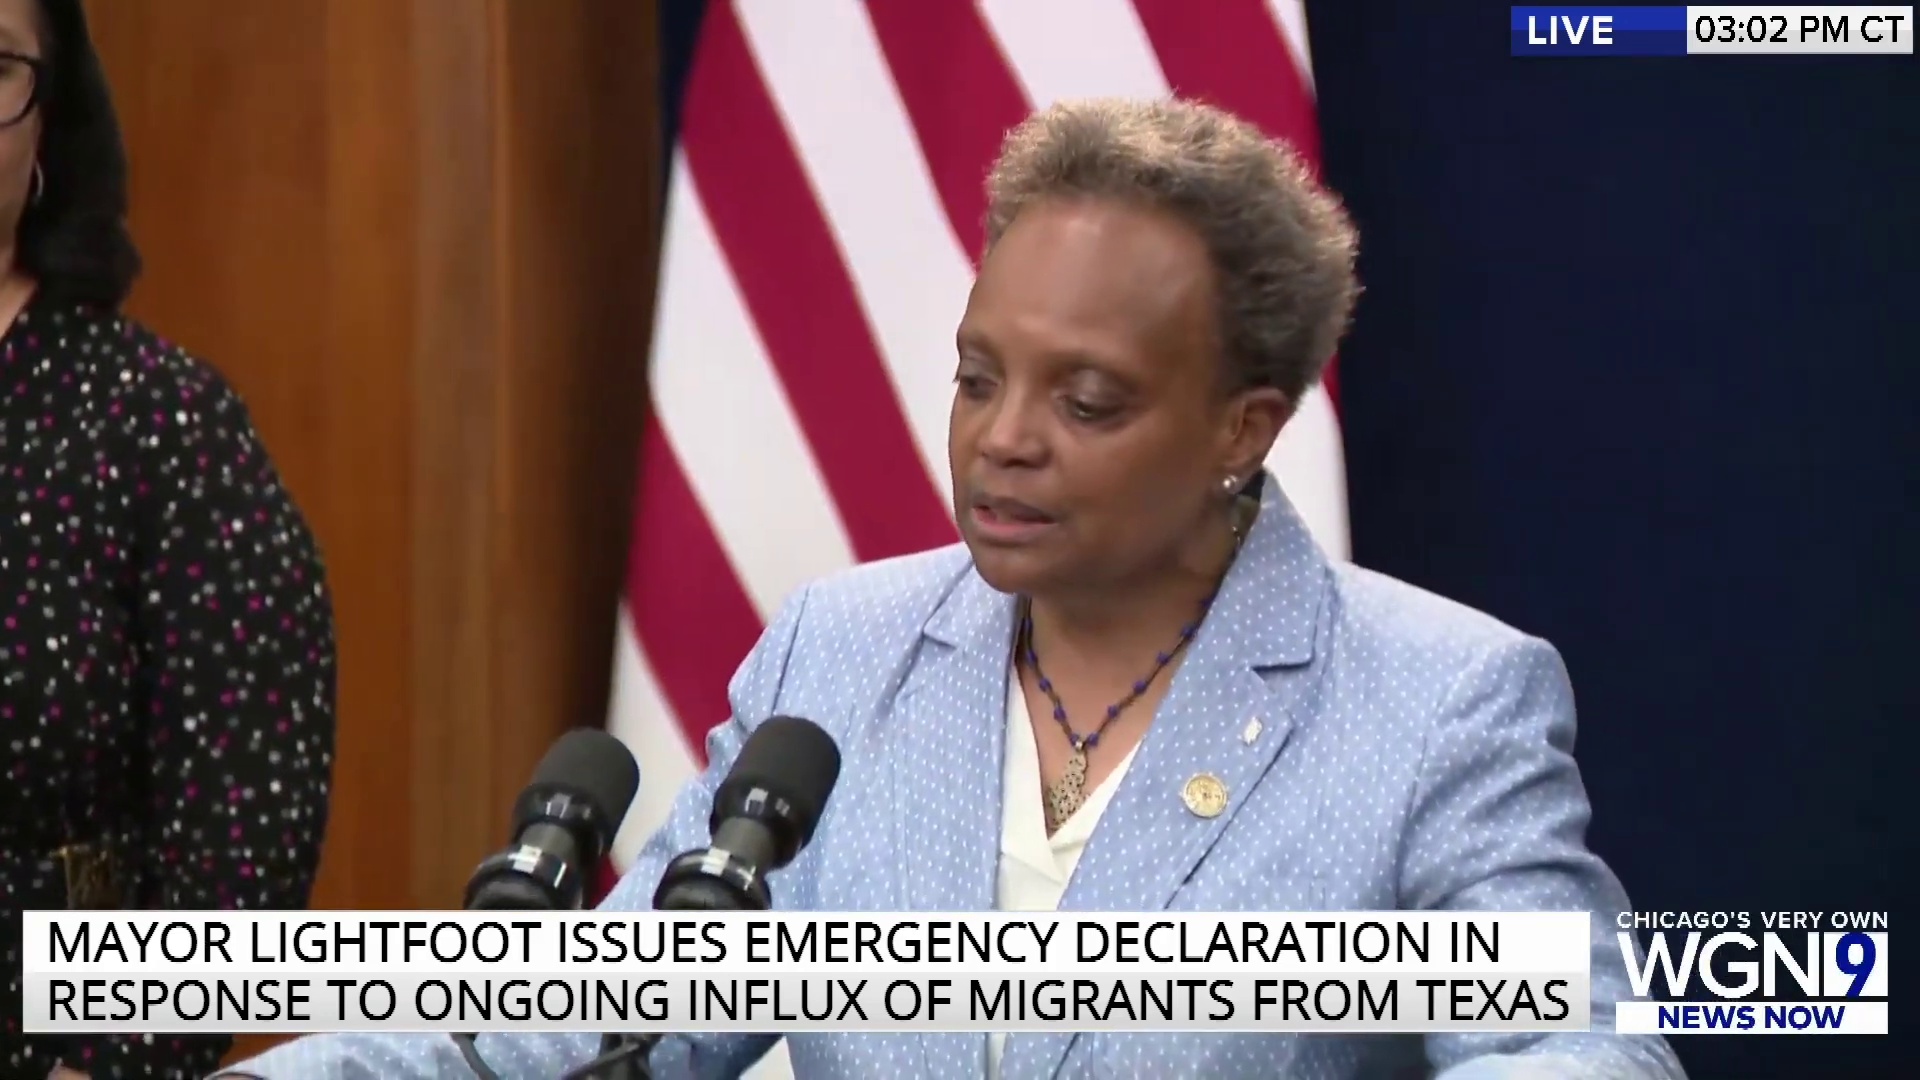 LIVE 03:02 PM CT
MAYOR LIGHTFOOT ISSUES EMERGENCY DECLARATION IN
RESPONSE TO ONGOING INFLUX OF MIGRANTS FROM TEXAS
CHICAGO'S VERY OWN
WGN9
NEWS NOW